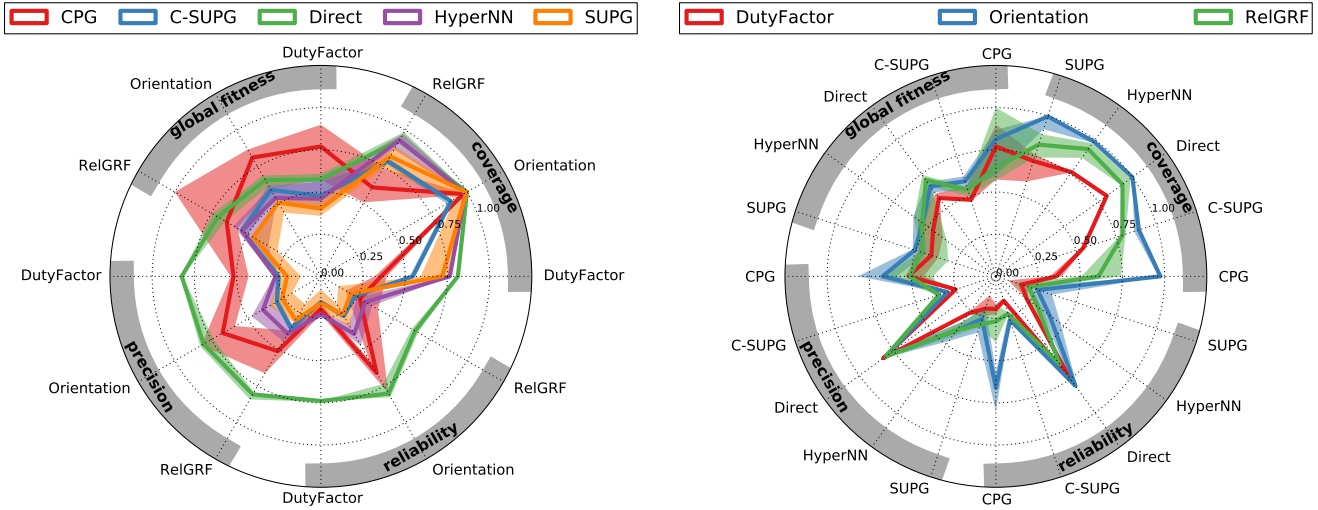 CPG C-SUPG Direct HyperNN SUPG
DutyFactor
Orientation
RelGRF
global fitness
RelGRF
Orientation
coverage
1.00
0.75
0.50
0.25
0.00
DutyFactor
DutyFactor
precision
Orientation
RelGRF
RelGRF
reliability
Orientation
DutyFactor
DutyFactor Orientation RelGRF
CPG
C-SUPG
SUPG
Direct
HyperNN
global fitness
HyperNN
Direct
coverage
SUPG
C-SUPG
1.00
0.75
0.50
0.25
0.00
CPG
CPG
C-SUPG
SUPG
precision
Direct
HyperNN
reliability
HyperNN
Direct
SUPG
C-SUPG
CPG